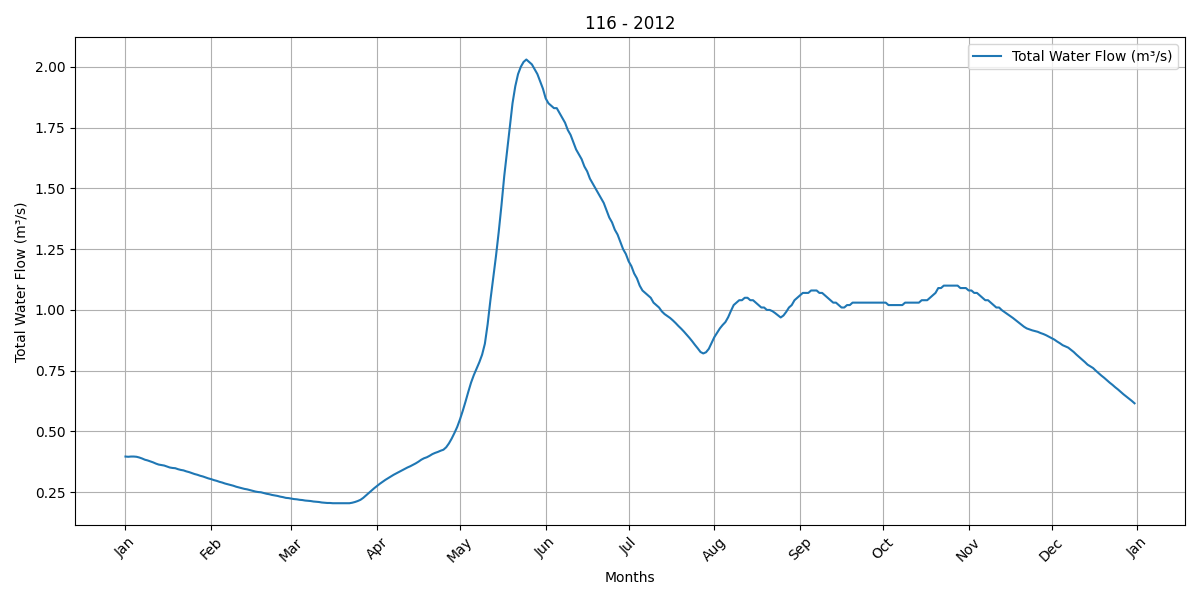 116 - 2012
Total Water Flow (m³/s)
Total Water Flow (m³/s)
2.00
1.75
1.50
1.25
1.00
0.75
0.50
0.25
Jan
Feb
Mar
Apr
May
Jun
Jul
Aug
Sep
Oct
Nov
Dec
Jan
Months